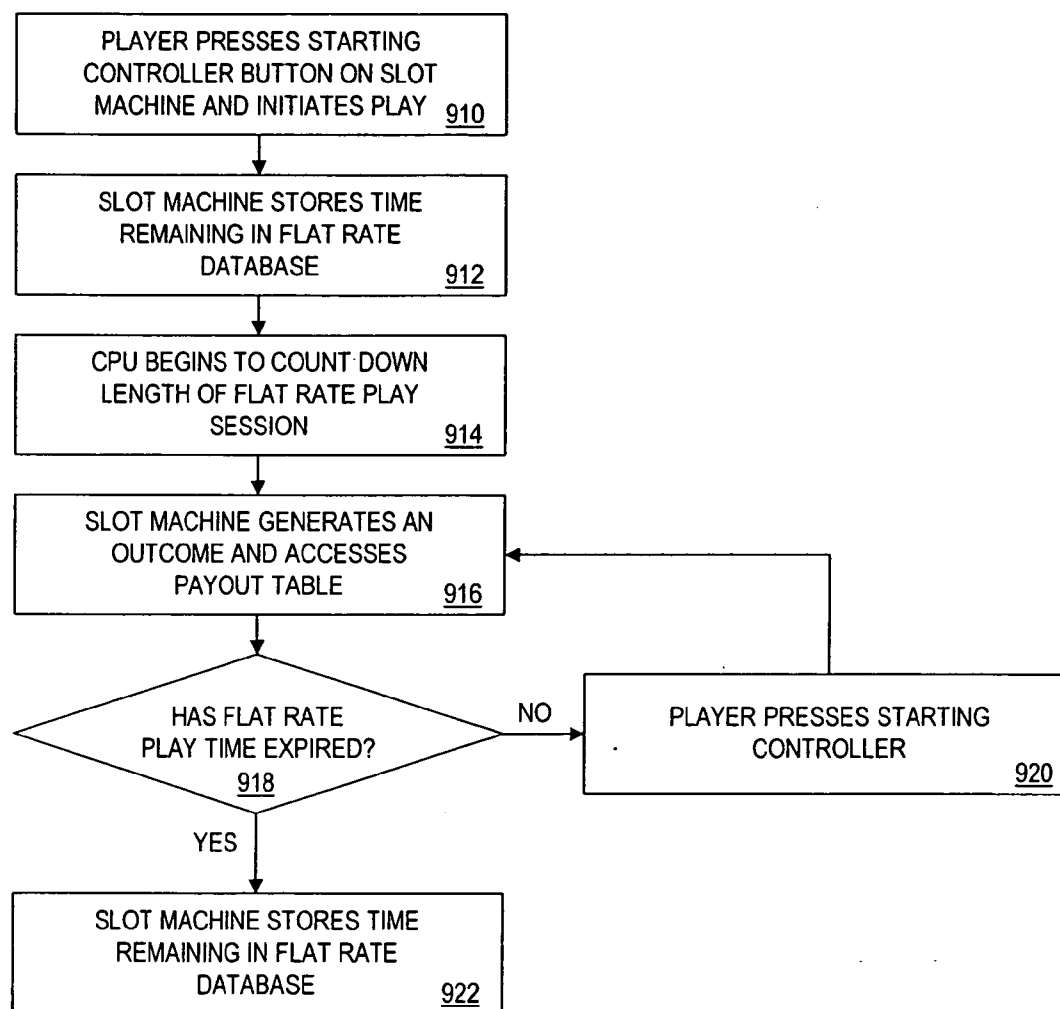 PLAYER PRESSES STARTING
CONTROLLER BUTTON ON SLOT
MACHINE AND INITIATES PLAY
910
SLOT MACHINE STORES TIME
REMAINING IN FLAT RATE
DATABASE
912
CPU BEGINS TO COUNT DOWN
LENGTH OF FLAT RATE PLAY
SESSION
914
SLOT MACHINE GENERATES AN
OUTCOME AND ACCESSES
PAYOUT TABLE
916
HAS FLAT RATE
PLAY TIME EXPIRED?
918
NO
PLAYER PRESSES STARTING
CONTROLLER
920
YES
SLOT MACHINE STORES TIME
REMAINING IN FLAT RATE
DATABASE
922